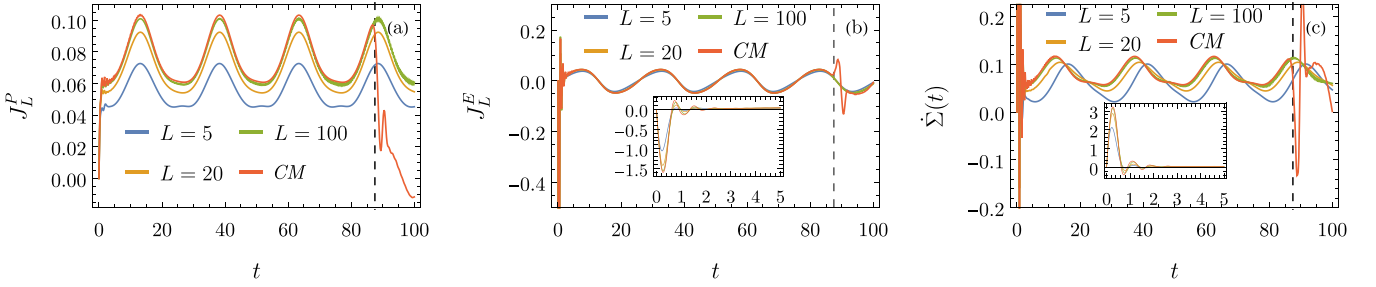 (a)
J_L^P
0.10
0.08
0.06
0.04
0.02
0.00
L = 5 L = 100
L = 20 CM
0 20 40 60 80 100
t
(b)
J_L^E
0.2
0.0
−0.2
−0.4
L = 5 L = 100
L = 20 CM
0.0
−0.5
−1.0
−1.5
0 1 2 3 4 5
0 20 40 60 80 100
t
(c)
Σ̇(t)
0.2
0.1
0.0
-0.1
-0.2
L = 5 L = 100
L = 20 CM
3
2
1
0
0 1 2 3 4 5
0 20 40 60 80 100
t